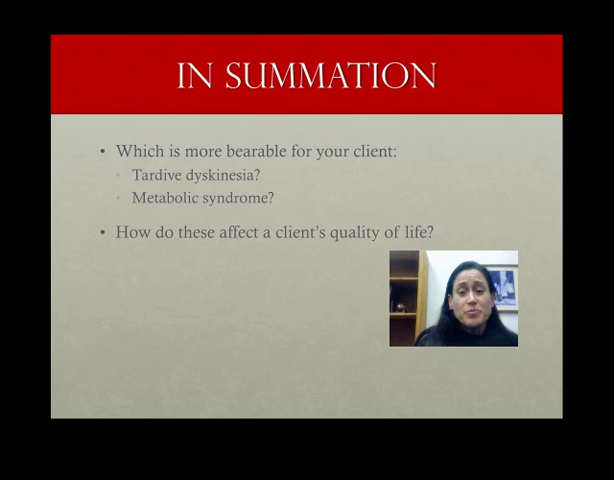 IN SUMMATION
• Which is more bearable for your client:
• Tardive dyskinesia?
• Metabolic syndrome?
• How do these affect a client's quality of life?